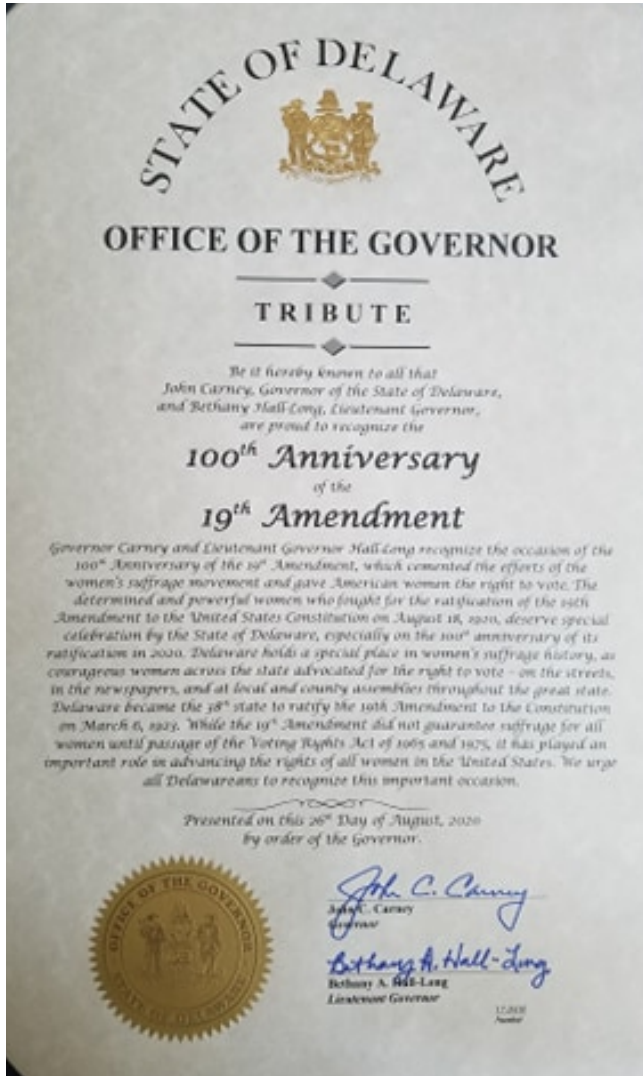 STATE OF DELAWARE
OFFICE OF THE GOVERNOR
TRIBUTE
Be it hereby known to all that
John Carney, Governor of the State of Delaware,
and Bethany Hall-Long, Lieutenant Governor,
are proud to recognize the
100th Anniversary
of the
19th Amendment
Governor Carney and Lieutenant Governor Hall-Long recognize the occasion of the
100th Anniversary of the 19th Amendment, which cemented the efforts of the
women's suffrage movement and gave American women the right to vote. The
determined and powerful women who fought for the ratification of the 19th
Amendment to the United States Constitution on August 18, 1920, deserve special
celebration by the State of Delaware, especially on the 100th anniversary of its
ratification in 2020. Delaware holds a special place in women's suffrage history, as
courageous women across the state advocated for the right to vote - on the streets,
in the newspapers, and at local and county assemblies throughout the great state.
Delaware became the 38th state to ratify the 19th Amendment to the Constitution
on March 6, 1923. While the 19th Amendment did not guarantee suffrage for all
women until passage of the Voting Rights Act of 1965 and 1975, it has played an
important role in advancing the rights of all women in the United States. We urge
all Delawareans to recognize this important occasion.
Presented on this 26th Day of August, 2020
by order of the Governor.
OFFICE OF THE GOVERNOR
STATE OF DELAWARE
John C. Carney
John C. Carney
Governor
Bethany A. Hall-Long
Bethany A. Hall-Long
Lieutenant Governor
Number